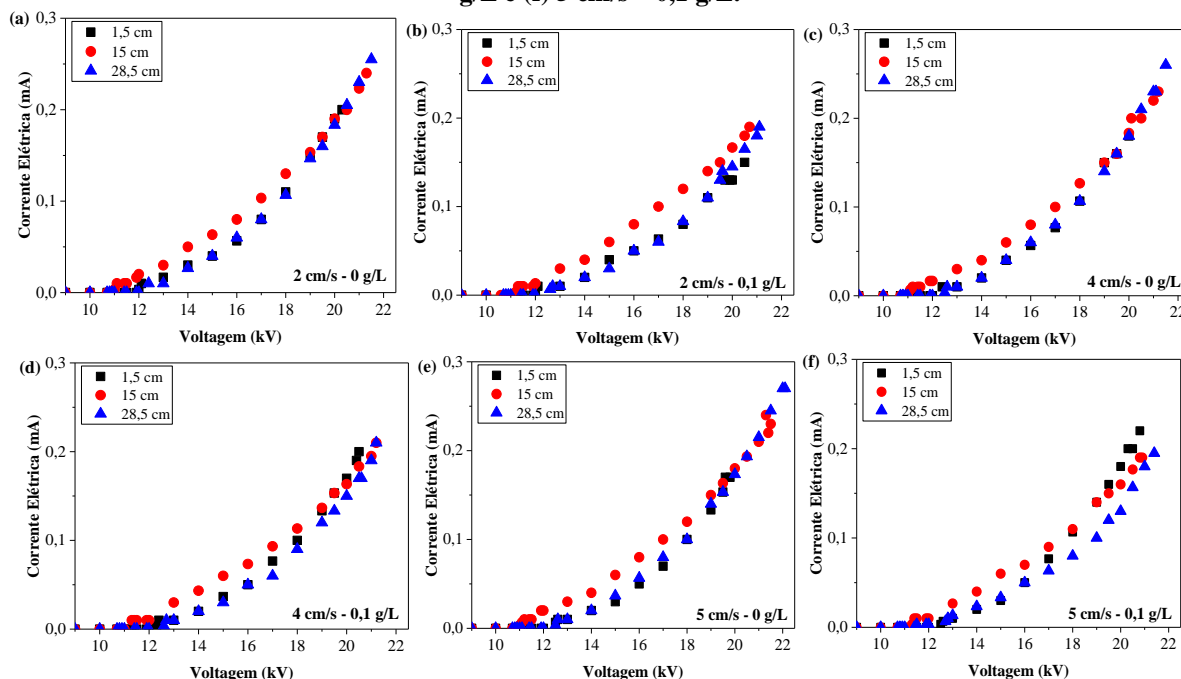 g/L e (f) 5 cm/s – 0,1 g/L.
(a)
1,5 cm
15 cm
28,5 cm
Corrente Elétrica (mA)
0,3
0,2
0,1
0,0
10 12 14 16 18 20 22
Voltagem (kV)
2 cm/s - 0 g/L
(b)
1,5 cm
15 cm
28,5 cm
Corrente Elétrica (mA)
0,3
0,2
0,1
0,0
10 12 14 16 18 20 22
Voltagem (kV)
2 cm/s - 0,1 g/L
(c)
1,5 cm
15 cm
28,5 cm
Corrente Elétrica (mA)
0,3
0,2
0,1
0,0
10 12 14 16 18 20 22
Voltagem (kV)
4 cm/s - 0 g/L
(d)
1,5 cm
15 cm
28,5 cm
Corrente Elétrica (mA)
0,3
0,2
0,1
0,0
10 12 14 16 18 20 22
Voltagem (kV)
4 cm/s - 0,1 g/L
(e)
1,5 cm
15 cm
28,5 cm
Corrente Elétrica (mA)
0,3
0,2
0,1
0,0
10 12 14 16 18 20 22
Voltagem (kV)
5 cm/s - 0 g/L
(f)
1,5 cm
15 cm
28,5 cm
Corrente Elétrica (mA)
0,3
0,2
0,1
0,0
10 12 14 16 18 20 22
Voltagem (kV)
5 cm/s - 0,1 g/L